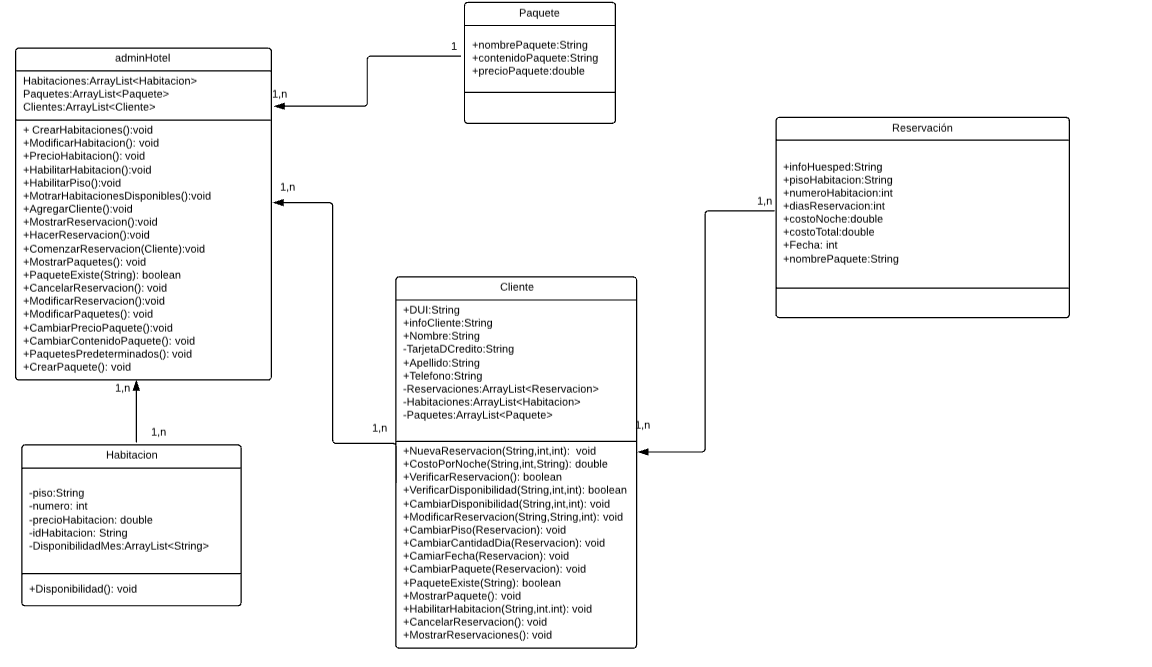 Paquete
+nombrePaquete:String
+contenidoPaquete:String
+precioPaquete:double
1
1,n
adminHotel
Habitaciones:ArrayList<Habitacion>
Paquetes:ArrayList<Paquete>
Clientes:ArrayList<Cliente>
+ CrearHabitaciones():void
+ModificarHabitacion(): void
+PrecioHabitacion(): void
+HabilitarHabitacion():void
+HabilitarPiso():void
+MotrarHabitacionesDisponibles():void
+AgregarCliente():void
+MostrarReservacion():void
+HacerReservacion():void
+ComenzarReservacion(Cliente):void
+MostrarPaquetes(): void
+PaqueteExiste(String): boolean
+CancelarReservacion(): void
+ModificarReservacion():void
+ModificarPaquetes(): void
+CambiarPrecioPaquete():void
+CambiarContenidoPaquete(): void
+PaquetesPredeterminados(): void
+CrearPaquete(): void
1,n
1,n
1,n
1,n
Reservación
+infoHuesped:String
+pisoHabitacion:String
+numeroHabitacion:int
+diasReservacion:int
+costoNoche:double
+costoTotal:double
+Fecha: int
+nombrePaquete:String
1,n
1,n
Cliente
+DUI:String
+infoCliente:String
+Nombre:String
-TarjetaDCredito:String
+Apellido:String
+Telefono:String
-Reservaciones:ArrayList<Reservacion>
-Habitaciones:ArrayList<Habitacion>
-Paquetes:ArrayList<Paquete>
+NuevaReservacion(String,int,int): void
+CostoPorNoche(String,int,String): double
+VerificarReservacion(): boolean
+VerificarDisponibilidad(String,int,int): boolean
+CambiarDisponibilidad(String,int,int): void
+ModificarReservacion(String,String,int): void
+CambiarPiso(Reservacion): void
+CambiarCantidadDia(Reservacion): void
+CamiarFecha(Reservacion): void
+CambiarPaquete(Reservacion): void
+PaqueteExiste(String): boolean
+MostrarPaquete(): void
+HabilitarHabitacion(String,int.int): void
+CancelarReservacion(): void
+MostrarReservaciones(): void
Habitacion
-piso:String
-numero: int
-precioHabitacion: double
-idHabitacion: String
-DisponibilidadMes:ArrayList<String>
+Disponibilidad(): void